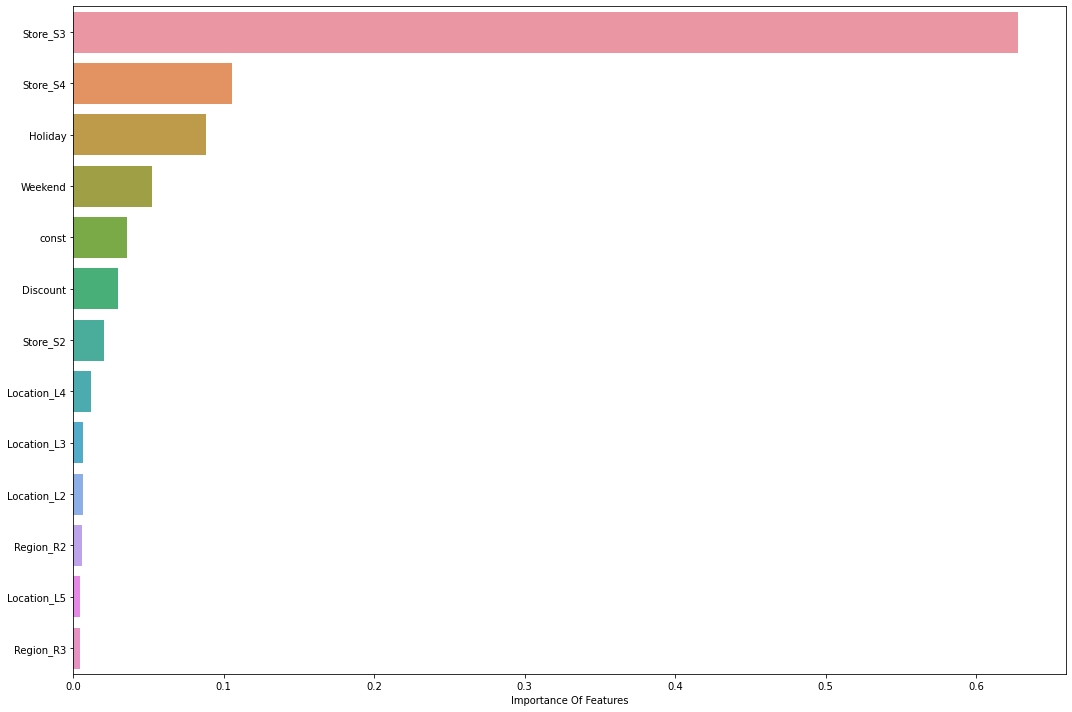 Store_S3
Store_S4
Holiday
Weekend
const
Discount
Store_S2
Location_L4
Location_L3
Location_L2
Region_R2
Location_L5
Region_R3
0.0 0.1 0.2 0.3 0.4 0.5 0.6
Importance Of Features